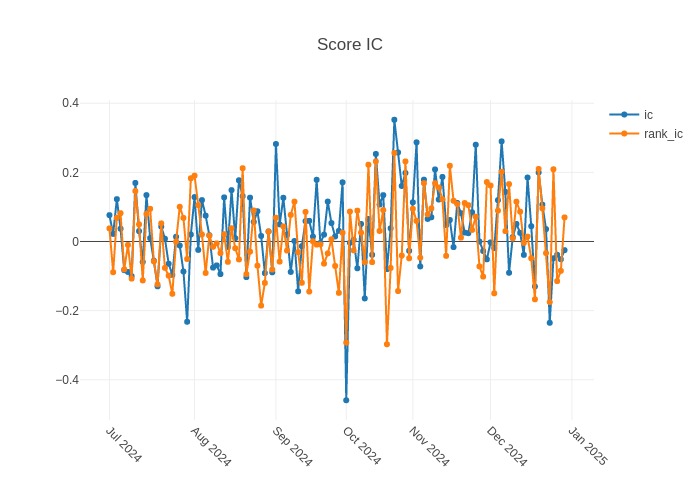 Score IC
ic
rank_ic
0.4
0.2
0
−0.2
−0.4
Jul 2024
Aug 2024
Sep 2024
Oct 2024
Nov 2024
Dec 2024
Jan 2025